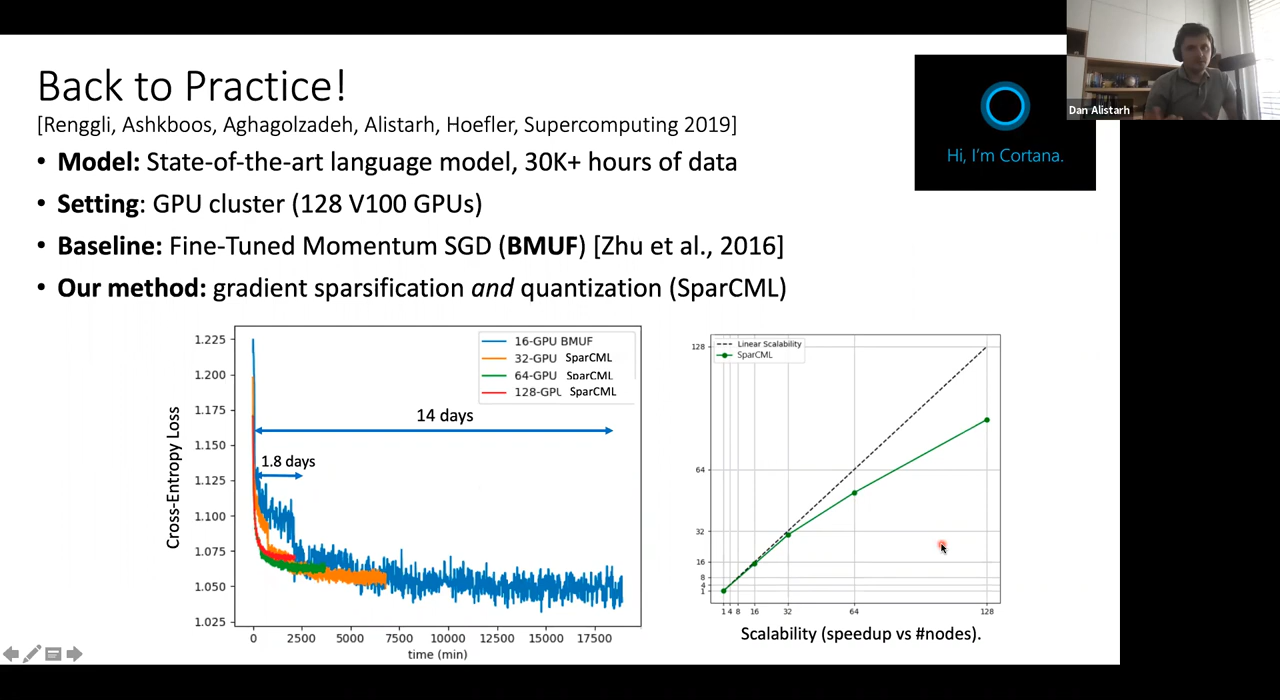 Back to Practice!
[Renggli, Ashkboos, Aghagolzadeh, Alistarh, Hoefler, Supercomputing 2019]
• Model: State-of-the-art language model, 30K+ hours of data
• Setting: GPU cluster (128 V100 GPUs)
• Baseline: Fine-Tuned Momentum SGD (BMUF) [Zhu et al., 2016]
• Our method: gradient sparsification and quantization (SparCML)
Hi, I'm Cortana.
Dan Alistarh
Cross-Entropy Loss
1.225
1.200
1.175
1.150
1.125
1.100
1.075
1.050
1.025
16-GPU BMUF
32-GPU SparCML
64-GPU SparCML
128-GPU SparCML
14 days
1.8 days
0 2500 5000 7500 10000 12500 15000 17500
time (min)
Linear Scalability
SparCML
128
64
32
16
8
4
1
1 4 8 16 32 64 128
Scalability (speedup vs #nodes).